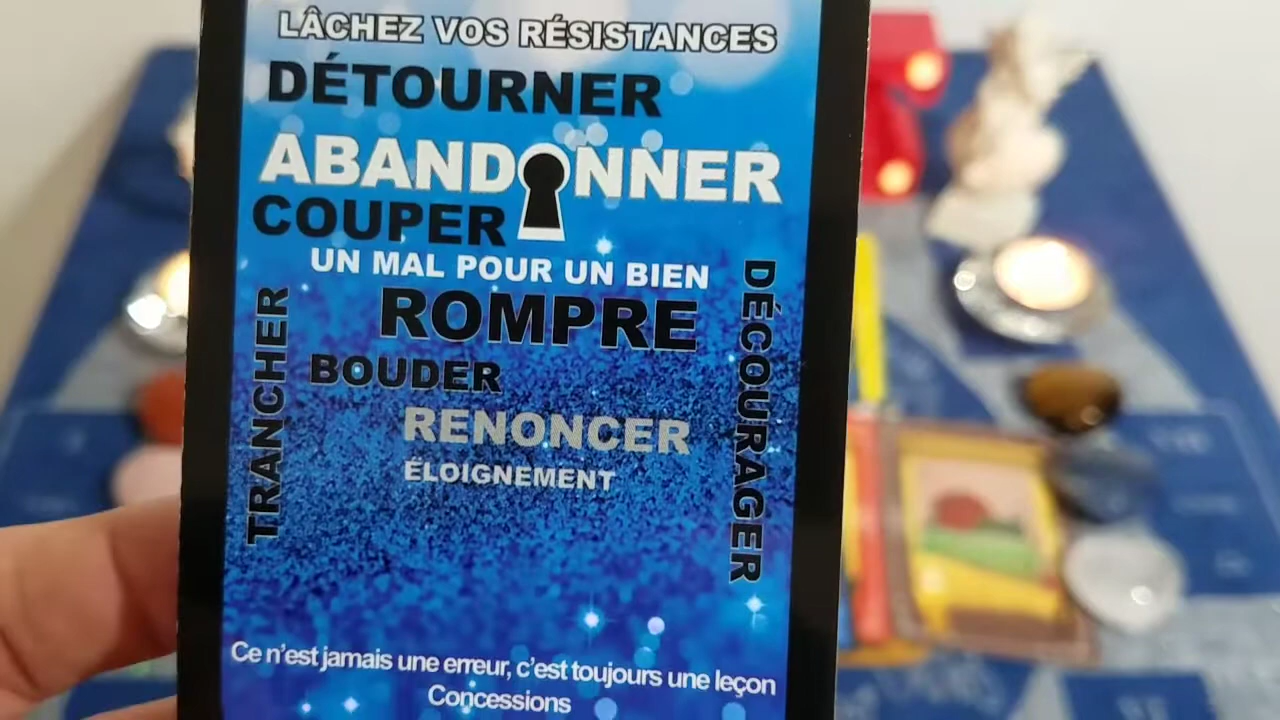 LÂCHEZ VOS RÉSISTANCES
DÉTOURNER
ABANDONNER
COUPER
UN MAL POUR UN BIEN
ROMPRE
BOUDER
RENONCER
ÉLOIGNEMENT
TRANCHER
DÉCOURAGER
Ce n'est jamais une erreur, c'est toujours une leçon
Concessions